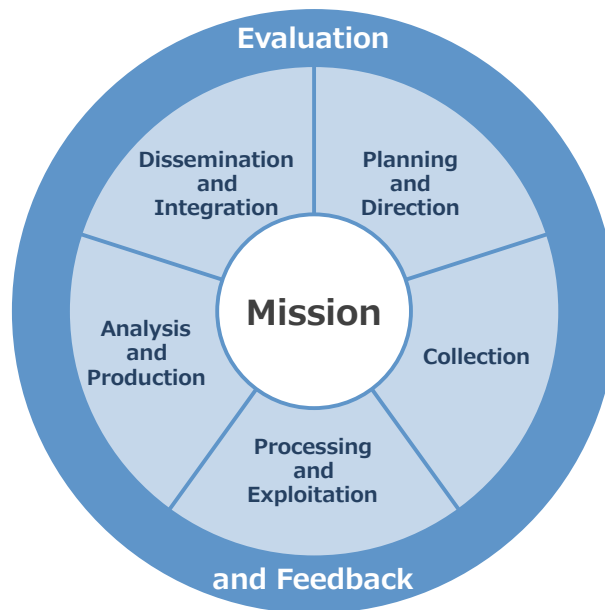 Evaluation
Dissemination
and
Integration
Planning
and
Direction
Mission
Analysis
and
Production
Collection
Processing
and
Exploitation
and Feedback